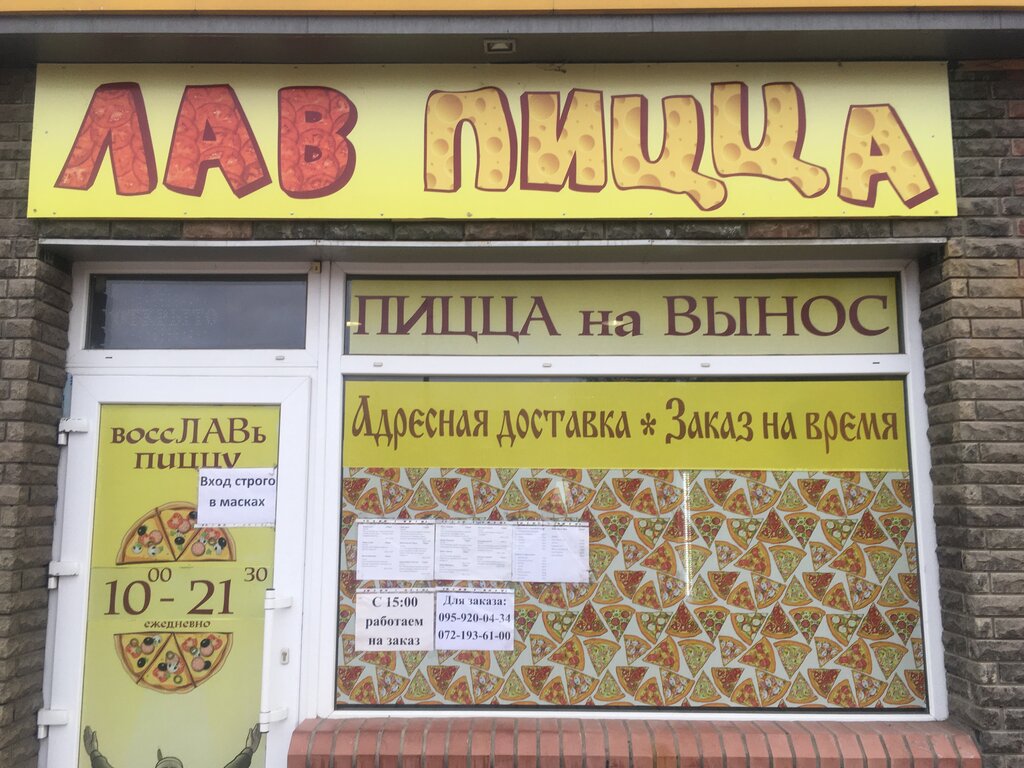 ЛАВ ПИЦЦА
ПИЦЦА на ВЫНОС
Адресная доставка * Заказ на время
воссЛАВь
пиццу
Вход строго
в масках
10 00 - 21 30
ежедневно
С 15:00
работаем
на заказ
Для заказа:
095-920-04-34
072-193-61-00